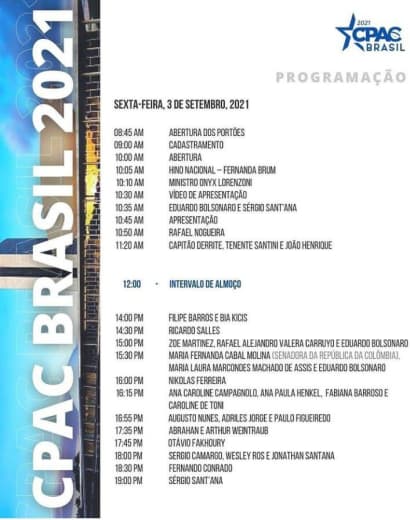 2021
CPAC
BRASIL
CPAC BRASIL 2021
PROGRAMAÇÃO
SEXTA-FEIRA, 3 DE SETEMBRO, 2021
08:45 AM ABERTURA DOS PORTÕES
09:00 AM CADASTRAMENTO
10:00 AM ABERTURA
10:05 AM HINO NACIONAL – FERNANDA BRUM
10:10 AM MINISTRO ONYX LORENZONI
10:30 AM VÍDEO DE APRESENTAÇÃO
10:35 AM EDUARDO BOLSONARO E SÉRGIO SANT'ANA
10:45 AM APRESENTAÇÃO
10:50 AM RAFAEL NOGUEIRA
11:20 AM CAPITÃO DERRITE, TENENTE SANTINI E JOÃO HENRIQUE
12:00 - INTERVALO DE ALMOÇO
14:00 PM FILIPE BARROS E BIA KICIS
14:30 PM RICARDO SALLES
15:00 PM ZOE MARTINEZ, RAFAEL ALEJANDRO VALERA CARRUYO E EDUARDO BOLSONARO
15:30 PM MARIA FERNANDA CABAL MOLINA (SENADORA DA REPÚBLICA DA COLÔMBIA),
MARIA LAURA MARCONDES MACHADO DE ASSIS E EDUARDO BOLSONARO
16:00 PM NIKOLAS FERREIRA
16:15 PM ANA CAROLINE CAMPAGNOLO, ANA PAULA HENKEL, FABIANA BARROSO E
CAROLINE DE TONI
16:55 PM AUGUSTO NUNES, ADRILES JORGE E PAULO FIGUEIREDO
17:35 PM ABRAHAN E ARTHUR WEINTRAUB
17:45 PM OTÁVIO FAKHOURY
18:00 PM SERGIO CAMARGO, WESLEY ROS E JONATHAN SANTANA
18:30 PM FERNANDO CONRADO
19:00 PM SÉRGIO SANT'ANA